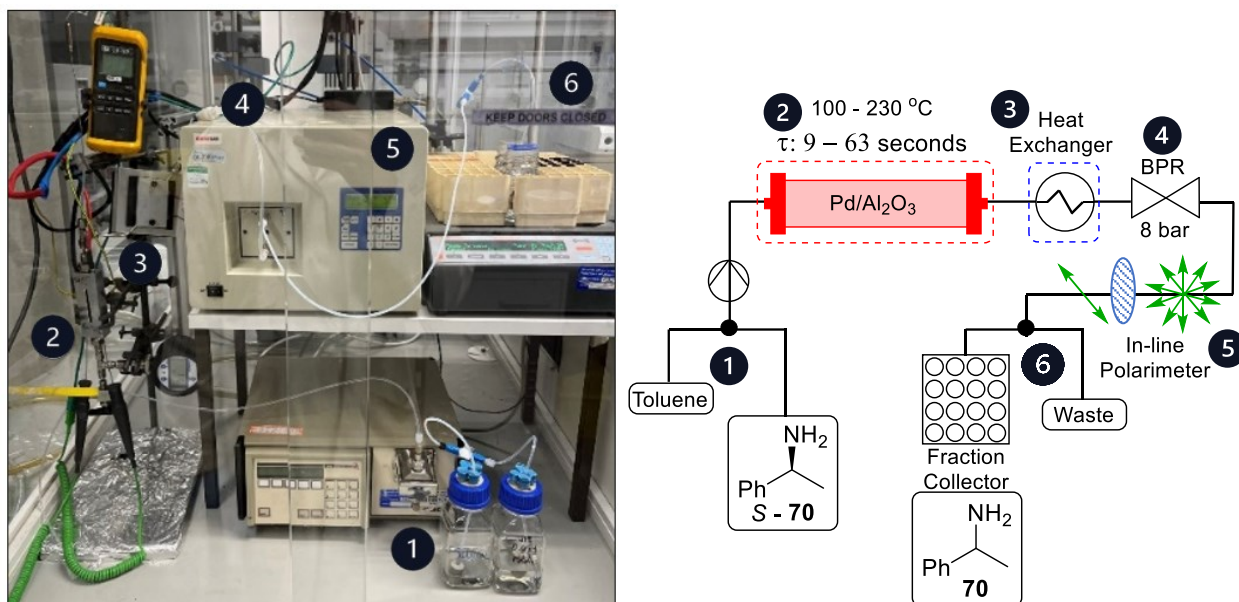 4
5
6
KEEP DOORS CLOSED
3
2
1
2 100 - 230 °C
τ: 9 – 63 seconds
3
Heat
Exchanger
4
BPR
8 bar
Pd/Al₂O₃
1
Toluene
NH₂
Ph
S - 70
6
5
In-line
Polarimeter
Waste
Fraction
Collector
NH₂
Ph
70